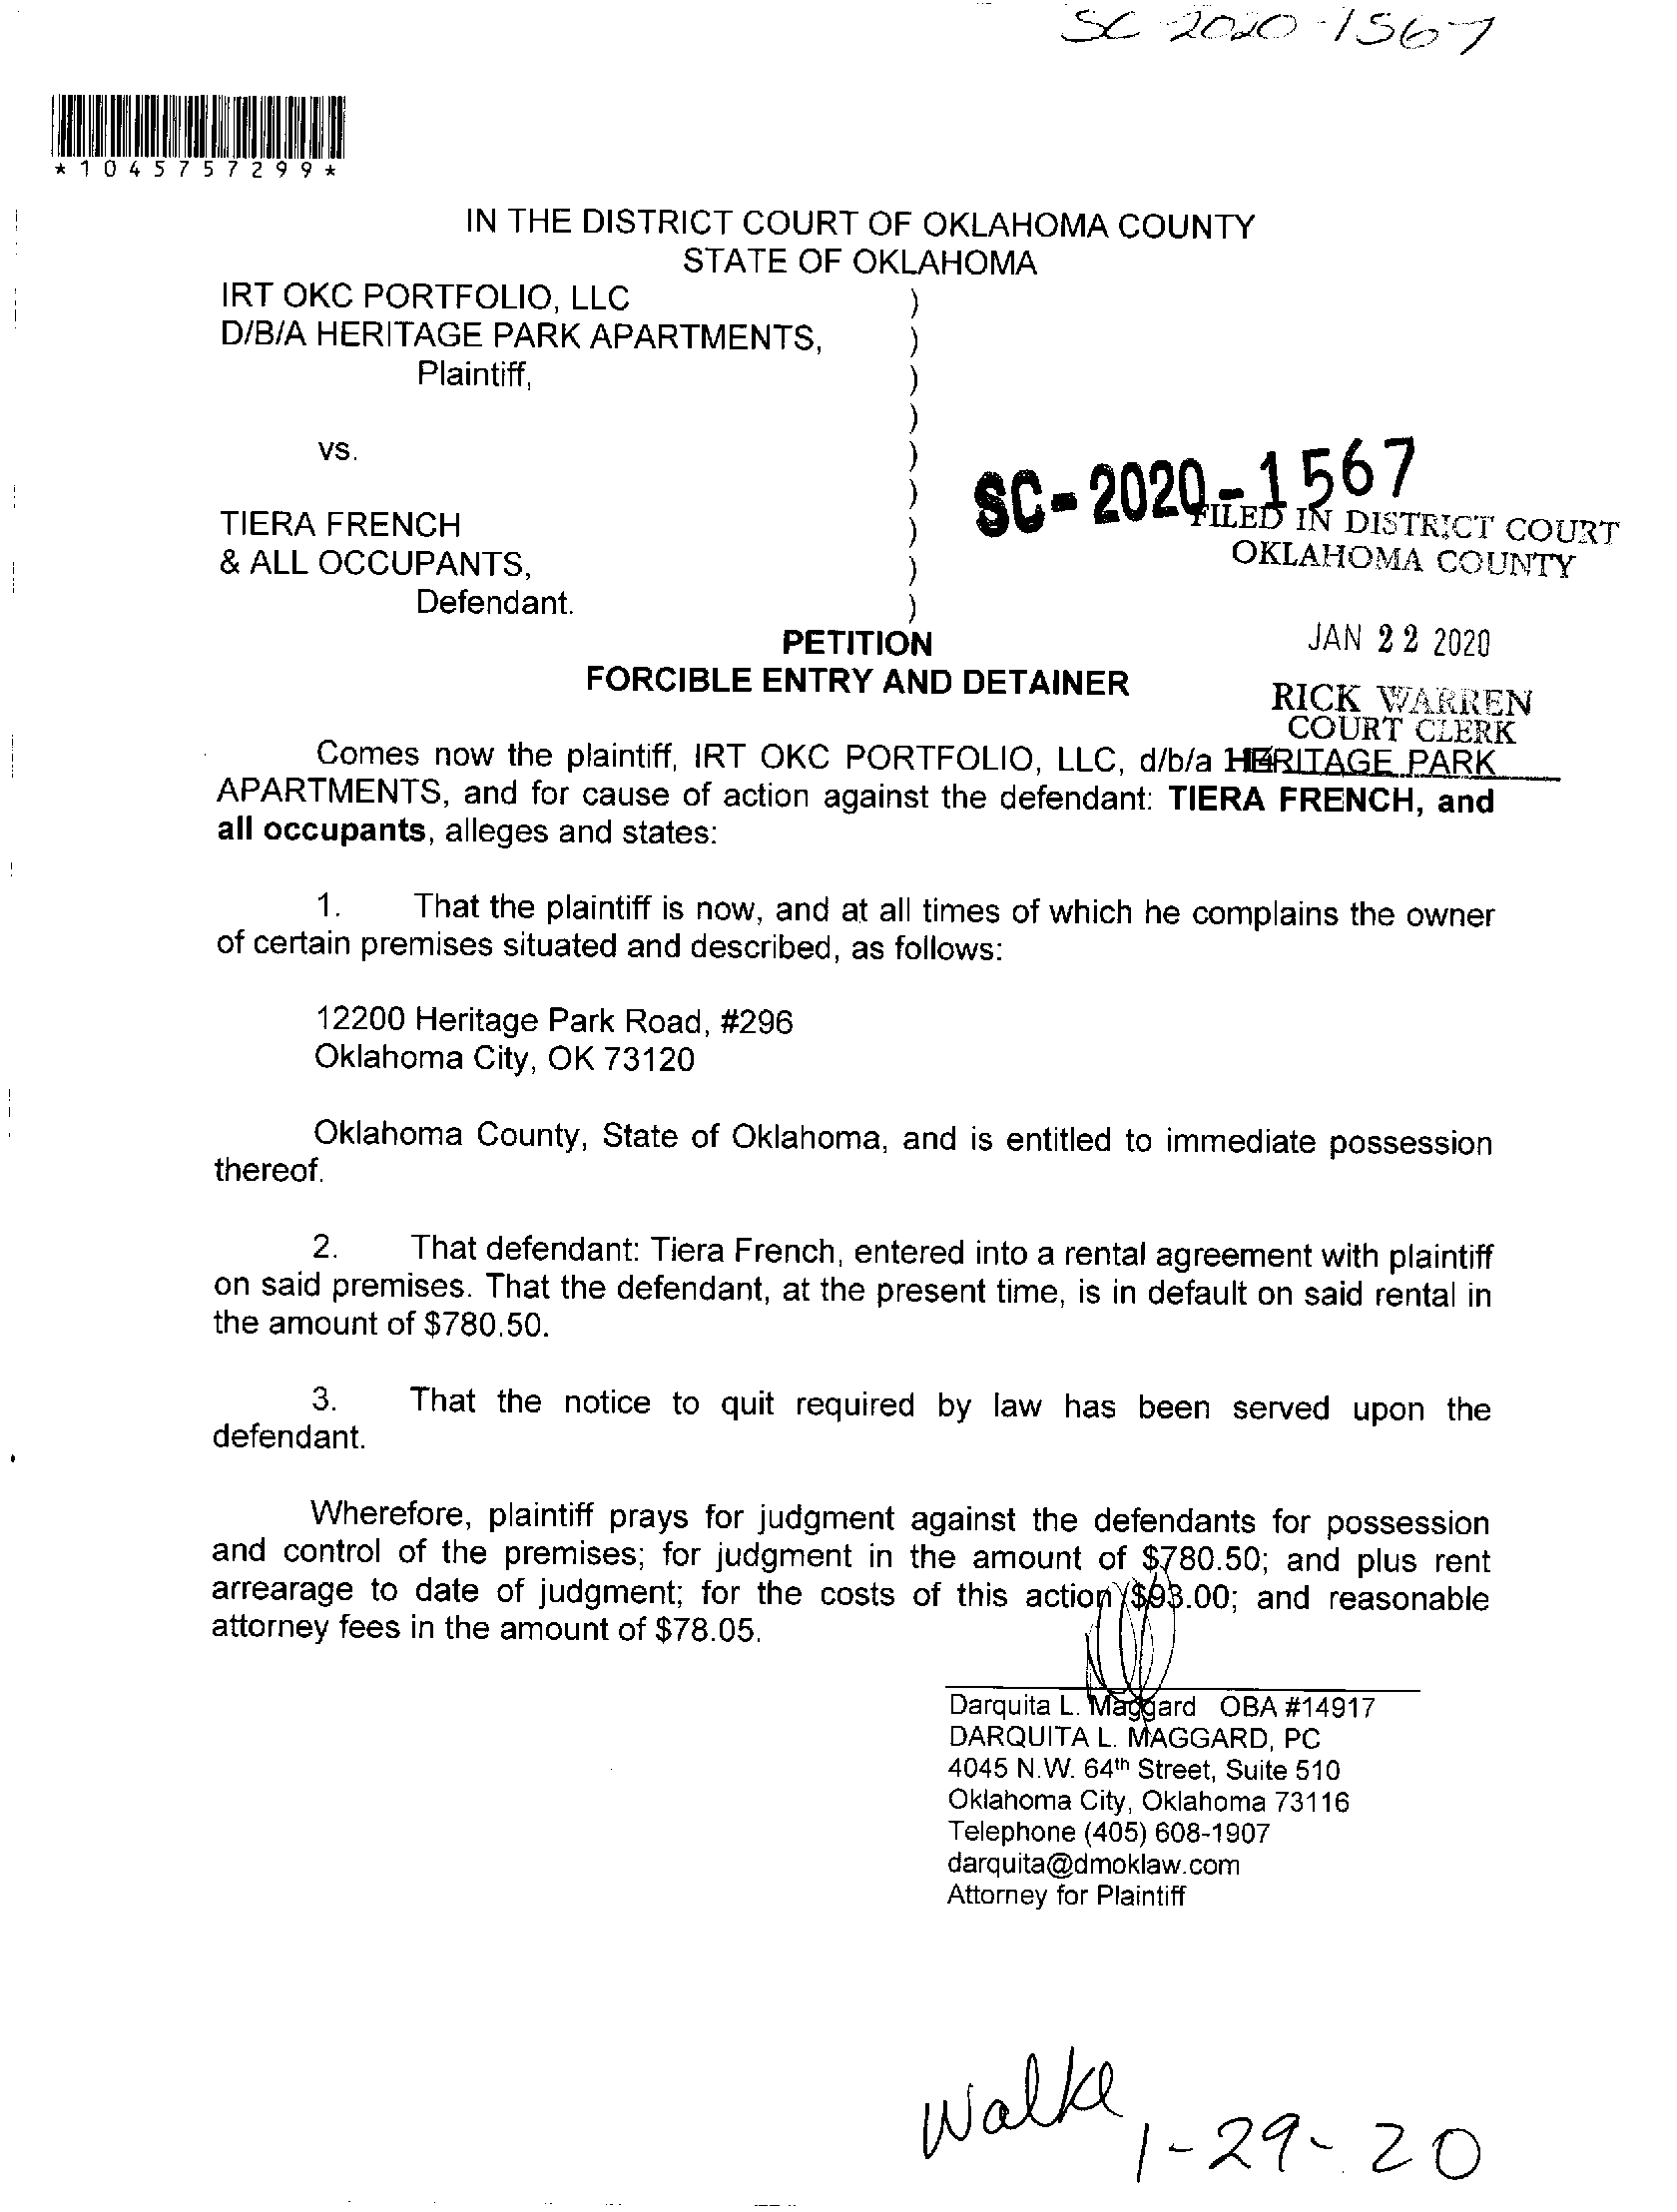 SC-2020-1567
*1045757299*
IN THE DISTRICT COURT OF OKLAHOMA COUNTY
STATE OF OKLAHOMA
IRT OKC PORTFOLIO, LLC )
D/B/A HERITAGE PARK APARTMENTS, )
Plaintiff, )
)
vs. )
)
SC-2020-1567
TIERA FRENCH )
FILED IN DISTRICT COURT
& ALL OCCUPANTS, )
OKLAHOMA COUNTY
Defendant. )
PETITION
JAN 22 2020
FORCIBLE ENTRY AND DETAINER
RICK WARREN
COURT CLERK
Comes now the plaintiff, IRT OKC PORTFOLIO, LLC, d/b/a HERITAGE PARK
APARTMENTS, and for cause of action against the defendant: TIERA FRENCH, and
all occupants, alleges and states:
1. That the plaintiff is now, and at all times of which he complains the owner
of certain premises situated and described, as follows:
12200 Heritage Park Road, #296
Oklahoma City, OK 73120
Oklahoma County, State of Oklahoma, and is entitled to immediate possession
thereof.
2. That defendant: Tiera French, entered into a rental agreement with plaintiff
on said premises. That the defendant, at the present time, is in default on said rental in
the amount of $780.50.
3. That the notice to quit required by law has been served upon the
defendant.
Wherefore, plaintiff prays for judgment against the defendants for possession
and control of the premises; for judgment in the amount of $780.50; and plus rent
arrearage to date of judgment; for the costs of this action $93.00; and reasonable
attorney fees in the amount of $78.05.
Darquita L. Maggard OBA #14917
DARQUITA L. MAGGARD, PC
4045 N.W. 64th Street, Suite 510
Oklahoma City, Oklahoma 73116
Telephone (405) 608-1907
darquita@dmoklaw.com
Attorney for Plaintiff
Walke
1-29-20